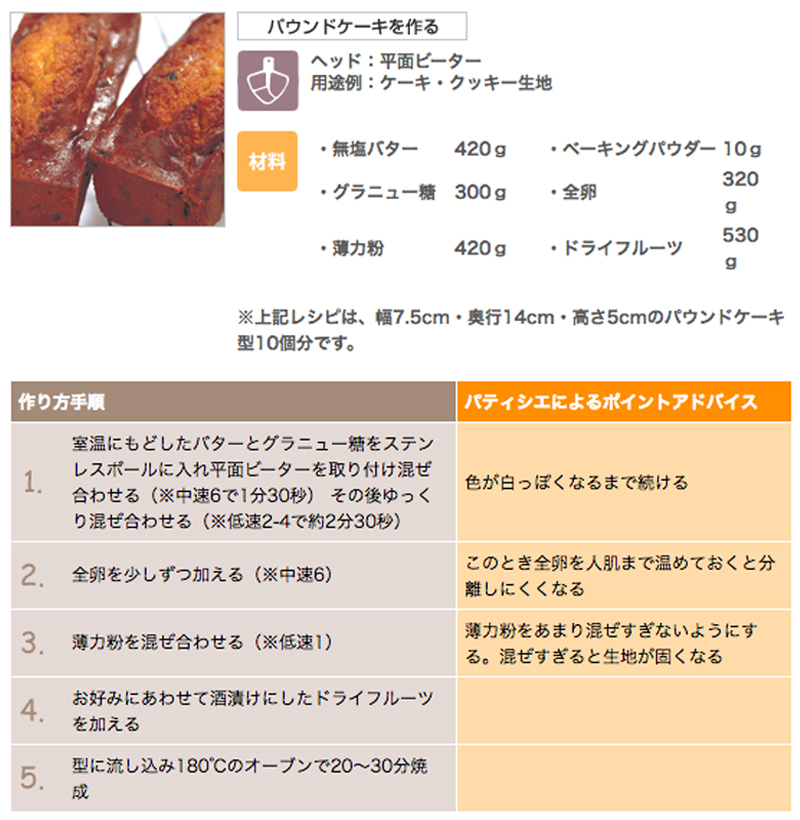 パウンドケーキを作る
ヘッド：平面ビーター
用途例：ケーキ・クッキー生地
材料
・無塩バター 420g ・ベーキングパウダー 10g
・グラニュー糖 300g ・全卵 320
g
・薄力粉 420g ・ドライフルーツ 530
g
※上記レシピは、幅7.5cm・奥行14cm・高さ5cmのパウンドケーキ
型10個分です。
作り方手順 パティシエによるポイントアドバイス
1.
室温にもどしたバターとグラニュー糖をステン
レスボールに入れ平面ビーターを取り付け混ぜ
合わせる（※中速6で1分30秒） その後ゆっく
り混ぜ合わせる（※低速2-4で約2分30秒）
色が白っぽくなるまで続ける
2.
全卵を少しずつ加える（※中速6）
このとき全卵を人肌まで温めておくと分
離しにくくなる
3.
薄力粉を混ぜ合わせる（※低速1）
薄力粉をあまり混ぜすぎないようにす
る。混ぜすぎると生地が固くなる
4.
お好みにあわせて酒漬けにしたドライフルーツ
を加える
5.
型に流し込み180℃のオーブンで20〜30分焼
成